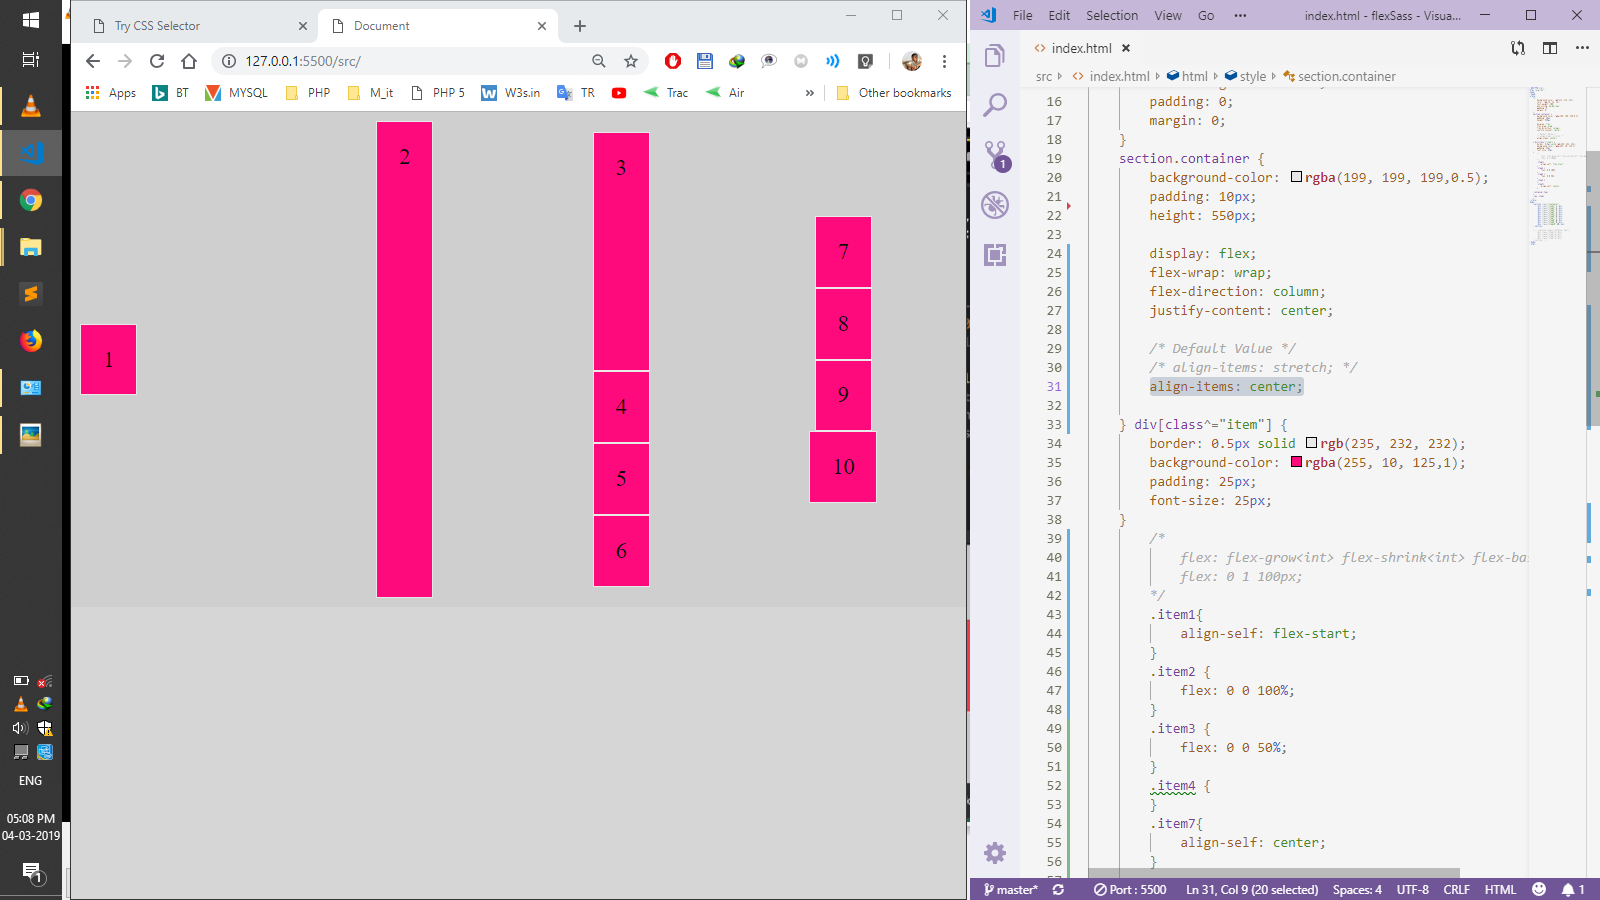 Try CSS Selector
Document
127.0.0.1:5500/src/
Apps
BT
MYSQL
PHP
M_it
PHP 5
W3s.in
TR
Trac
Air
»
Other bookmarks
1
2
3
4
5
6
7
8
9
10
ENG
05:08 PM
04-03-2019
1
File Edit Selection View Go ••• index.html - flexSass - Visua...
index.html
src index.html html style section.container
1
16 padding: 0;
17 margin: 0;
18 }
19 section.container {
20 background-color: rgba(199, 199, 199,0.5);
21 padding: 10px;
22 height: 550px;
23
24 display: flex;
25 flex-wrap: wrap;
26 flex-direction: column;
27 justify-content: center;
28
29 /* Default Value */
30 /* align-items: stretch; */
31 align-items: center;
32
33 } div[class^="item"] {
34 border: 0.5px solid rgb(235, 232, 232);
35 background-color: rgba(255, 10, 125,1);
36 padding: 25px;
37 font-size: 25px;
38 }
39 /*
40 flex: flex-grow<int> flex-shrink<int> flex-ba
41 flex: 0 1 100px;
42 */
43 .item1{
44 align-self: flex-start;
45 }
46 .item2 {
47 flex: 0 0 100%;
48 }
49 .item3 {
50 flex: 0 0 50%;
51 }
52 .item4 {
53 }
54 .item7{
55 align-self: center;
56 }
master* Port : 5500 Ln 31, Col 9 (20 selected) Spaces: 4 UTF-8 CRLF HTML 1